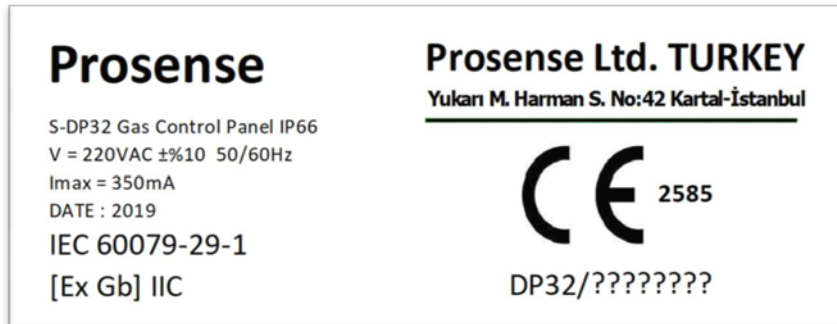 Prosense
S-DP32 Gas Control Panel IP66
V = 220VAC ±%10  50/60Hz
Imax = 350mA
DATE : 2019
IEC 60079-29-1
[Ex Gb] IIC
Prosense Ltd. TURKEY
Yukarı M. Harman S. No:42 Kartal-İstanbul
CE 2585
DP32/????????